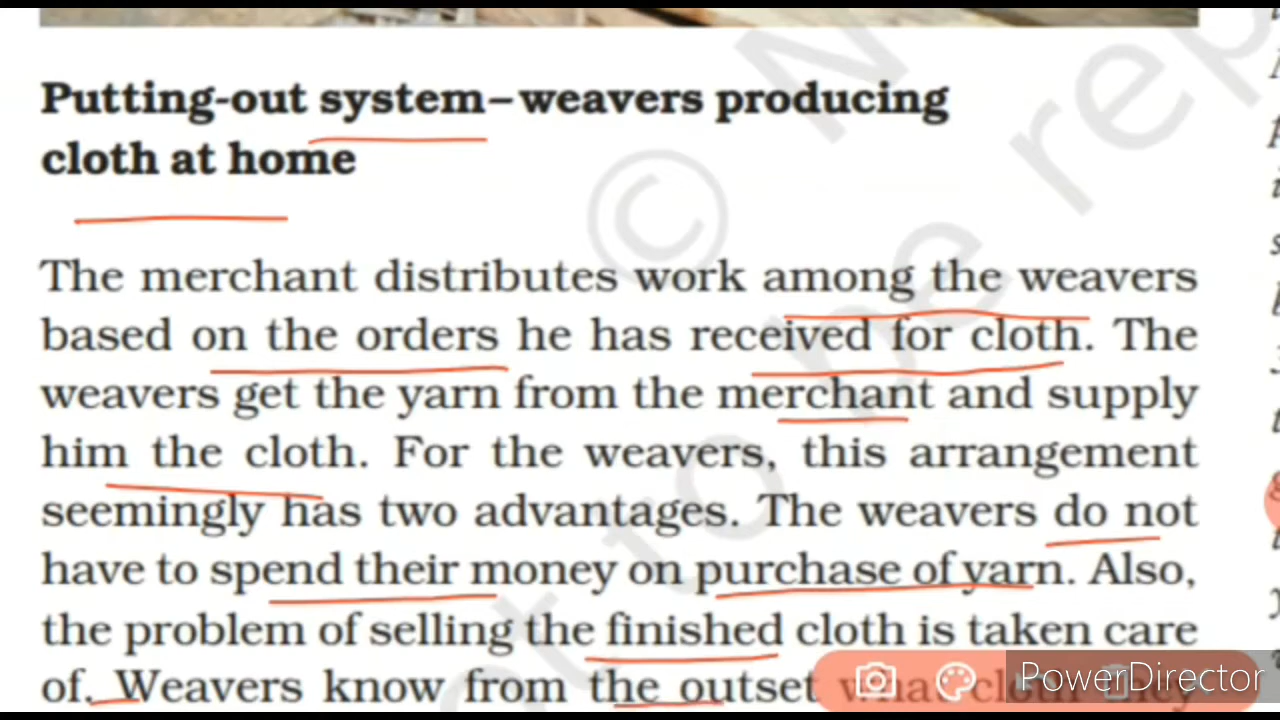 Putting-out system–weavers producing
cloth at home
The merchant distributes work among the weavers
based on the orders he has received for cloth. The
weavers get the yarn from the merchant and supply
him the cloth. For the weavers, this arrangement
seemingly has two advantages. The weavers do not
have to spend their money on purchase of yarn. Also,
the problem of selling the finished cloth is taken care
of. Weavers know from the outset what cloth they
PowerDirector